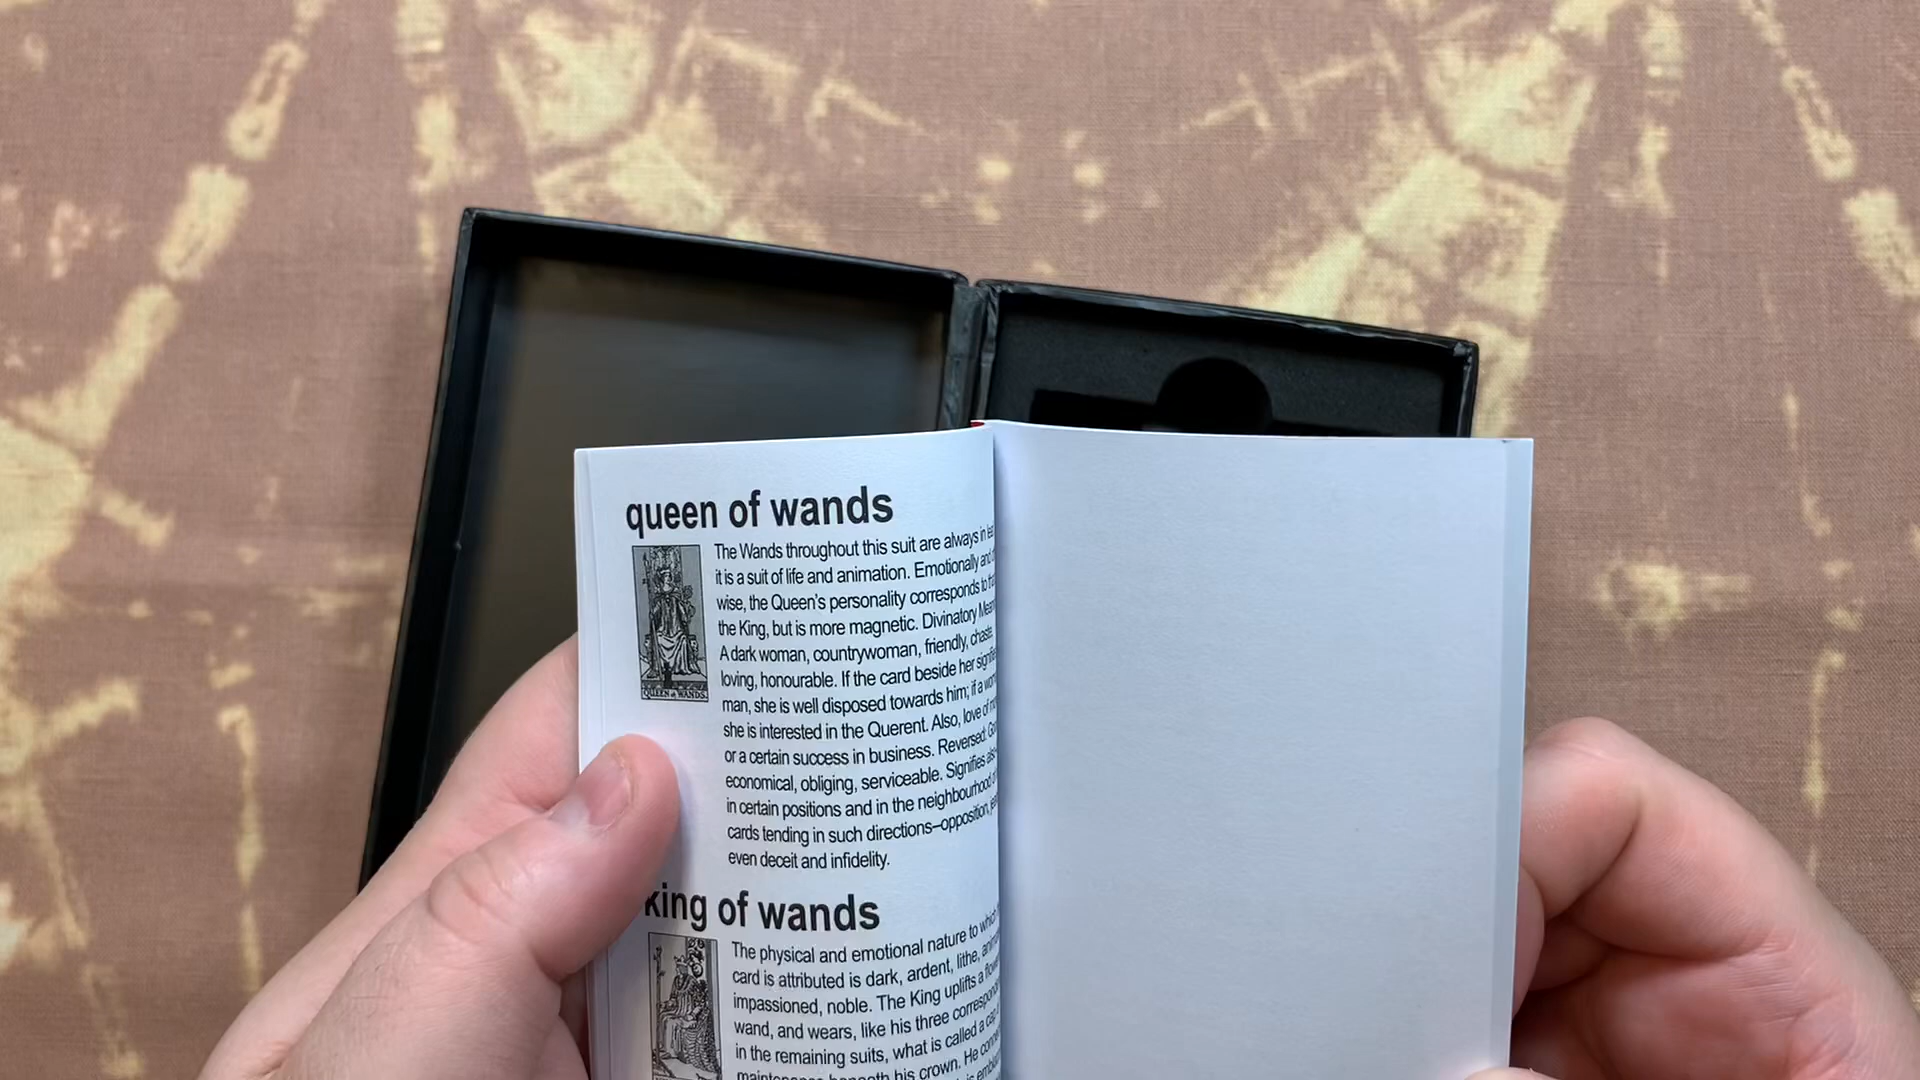 queen of wands
The Wands throughout this suit are always in
it is a suit of life and animation. Emotionally and
wise, the Queen's personality corresponds to
the King, but is more magnetic. Divinatory
A dark woman, countrywoman, friendly, chaste,
loving, honourable. If the card beside her
man, she is well disposed towards him; if a
she is interested in the Querent. Also, love of
or a certain success in business. Reversed:
economical, obliging, serviceable. Signifies
in certain positions and in the neighbourhood
cards tending in such directions–opposition,
even deceit and infidelity.
QUEEN of WANDS.
king of wands
The physical and emotional nature to which
card is attributed is dark, ardent, lithe,
impassioned, noble. The King uplifts a
wand, and wears, like his three
in the remaining suits, what is called a
maintenance beneath his crown. He